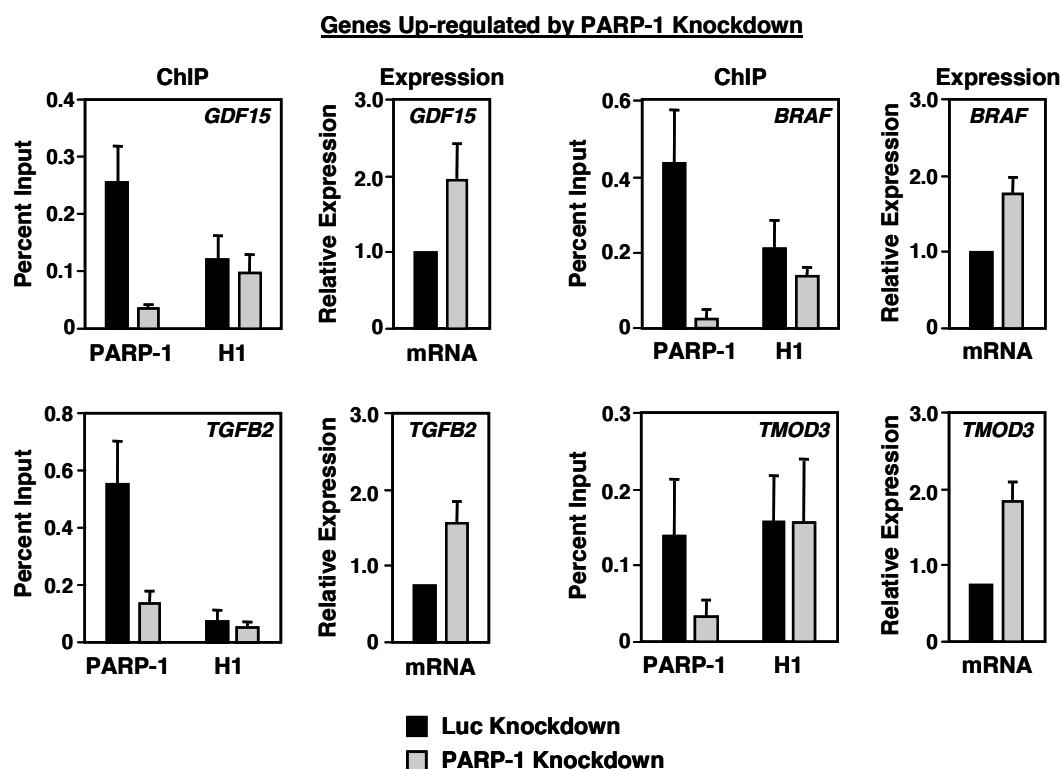 Genes Up-regulated by PARP-1 Knockdown
ChIP
Expression
ChIP
Expression
Percent Input
0.4
0.3
0.2
0.1
0
GDF15
PARP-1 H1
Relative Expression
3.0
2.0
1.0
0
GDF15
mRNA
Percent Input
0.6
0.4
0.2
0
BRAF
PARP-1 H1
Relative Expression
3.0
2.0
1.0
0
BRAF
mRNA
Percent Input
0.8
0.6
0.4
0.2
0
TGFB2
PARP-1 H1
Relative Expression
3.0
2.0
1.0
0
TGFB2
mRNA
Percent Input
0.3
0.2
0.1
0
TMOD3
PARP-1 H1
Relative Expression
3.0
2.0
1.0
0
TMOD3
mRNA
Luc Knockdown
PARP-1 Knockdown